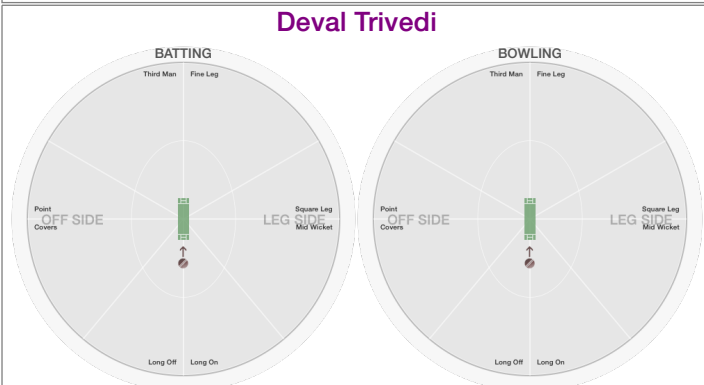 Deval Trivedi
BATTING
Third Man Fine Leg
Point
OFF SIDE
Covers
Square Leg
LEG SIDE
Mid Wicket
Long Off Long On
BOWLING
Third Man Fine Leg
Point
OFF SIDE
Covers
Square Leg
LEG SIDE
Mid Wicket
Long Off Long On